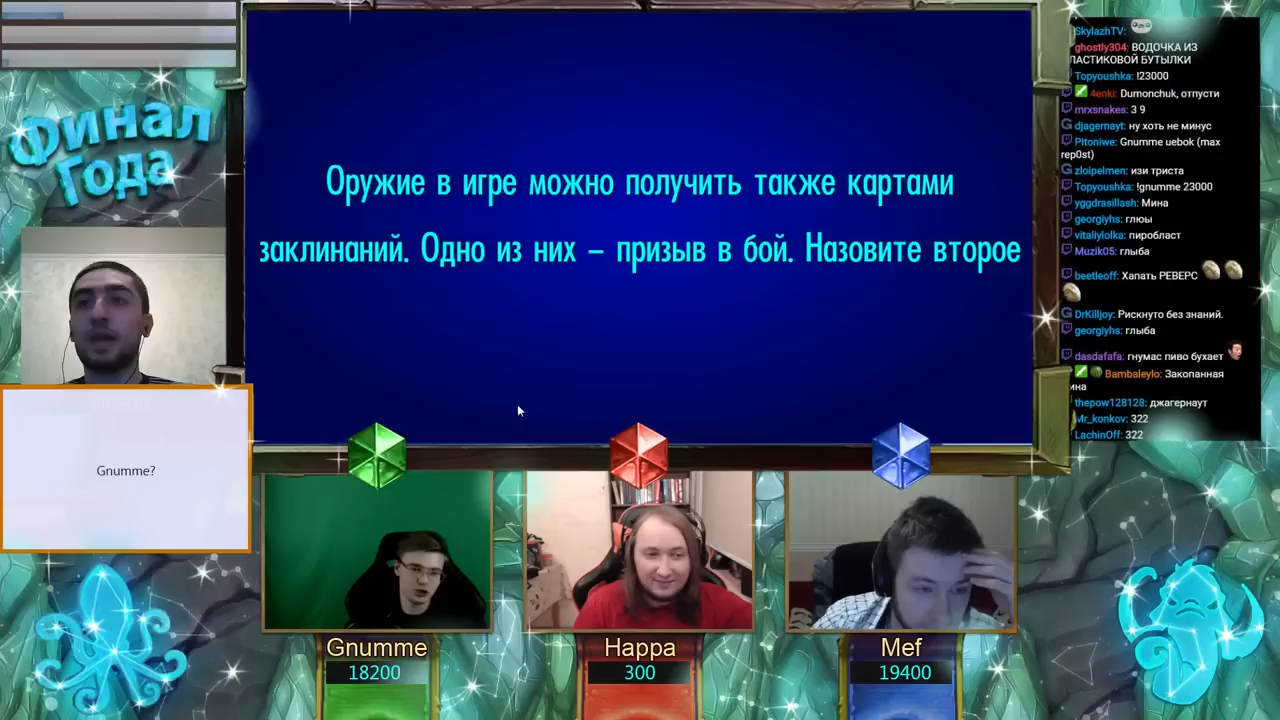 Финал
Года
Оружие в игре можно получить также картами
заклинаний. Одно из них – призыв в бой. Назовите второе
SkylazhTV:
ghostly304: ВОДОЧКА ИЗ
ЛАСТИКОВОЙ БУТЫЛКИ
Topyoushka: !23000
4enki: Dumonchuk, отпусти
mrxsnakes: 3 9
djagernayt: ну хоть не минус
Pitoniwe: Gnumme uebok (max
rep0st)
zloipelmen: изи триста
Topyoushka: !gnumme 23000
yggdrasillash: Мина
georgiyhs: глюы
vitaliylolka: пиробласт
Muzik05: глыба
beetleoff: Хапать РЕВЕРС
DrKilljoy: Рискнуто без знаний.
georgiyhs: глыба
dasdafafa: гнумас пиво бухает
Bambaleylo: Закопанная
ина
thepow128128: джагернаут
Mr_konkov: 322
LachinOff: 322
Gnumme?
Gnumme
18200
Happa
300
Mef
19400